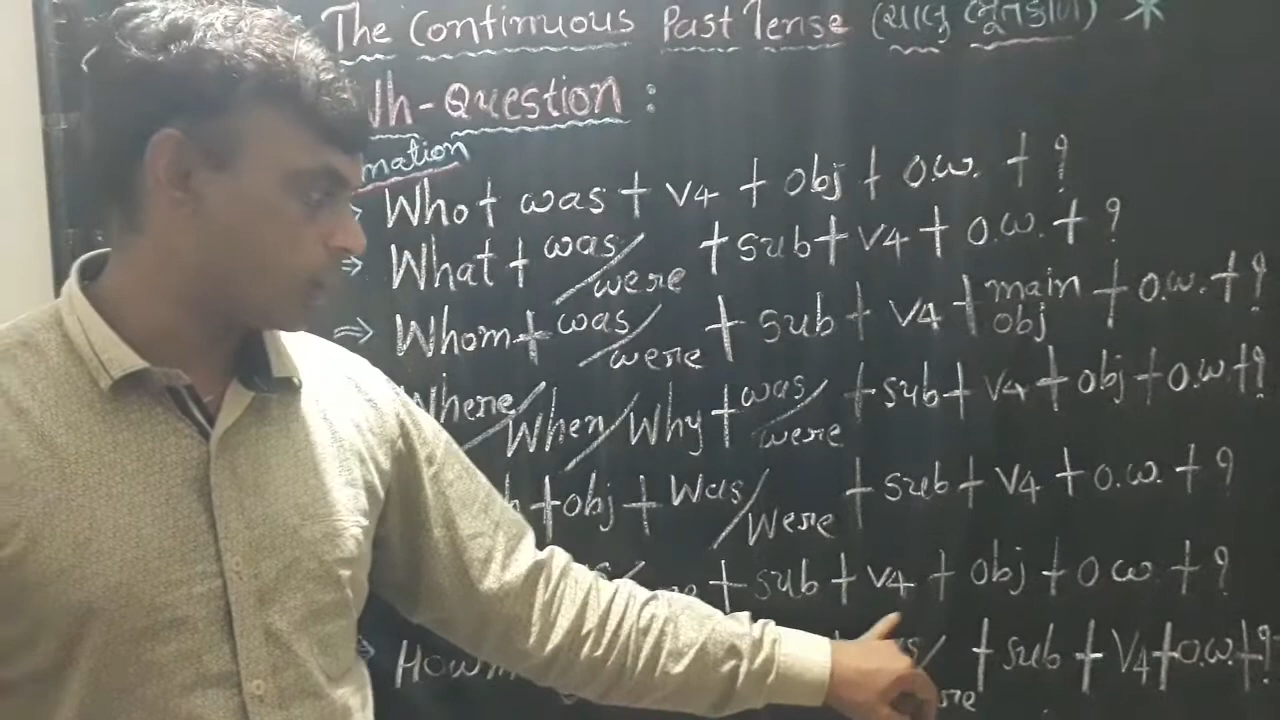 The Continuous Past Tense (ચાલુ ભૂતકાળ) *
Wh-Question :
mation
Who + was + V4 + obj + o.w. + ?
⇒ What + was/were + sub + V4 + o.w. + ?
⇒ Whom + was/were + sub + V4 + main obj + o.w. + ?
Where/When/Why + was/were + sub + V4 + obj + o.w. + ?
h + obj + Was/Were + sub + V4 + o.w. + ?
+ sub + V4 + obj + o w + ?
How + sub + V4 + o.w. + ?